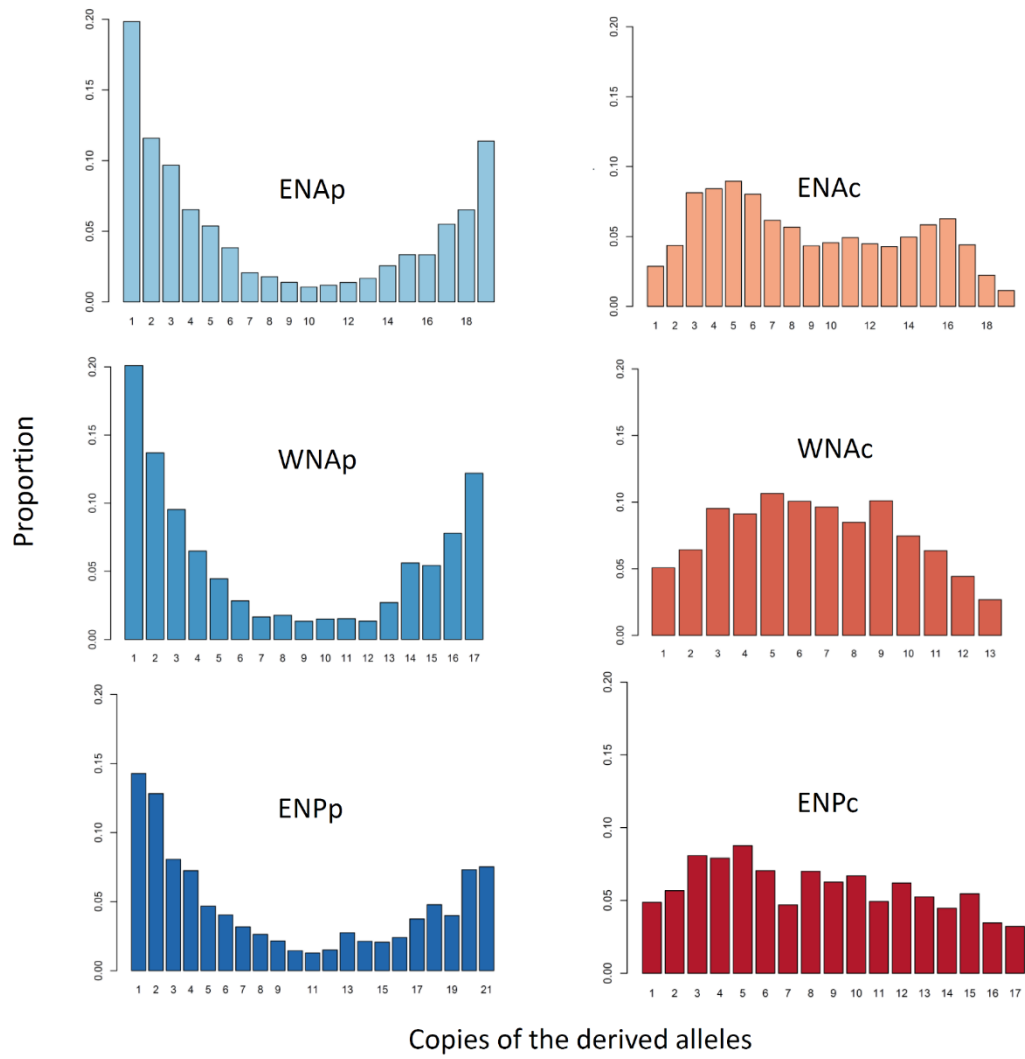 Proportion
0.00 0.05 0.10 0.15 0.20
ENAp
1 2 3 4 5 6 7 8 9 10 12 14 16 18
0.00 0.05 0.10 0.15 0.20
ENAc
1 2 3 4 5 6 7 8 9 10 12 14 16 18
0.00 0.05 0.10 0.15 0.20
WNAp
1 2 3 4 5 6 7 8 9 10 11 12 13 14 15 16 17
0.00 0.05 0.10 0.15 0.20
WNAc
1 2 3 4 5 6 7 8 9 10 11 12 13
0.00 0.05 0.10 0.15 0.20
ENPp
1 2 3 4 5 6 7 8 9 11 13 15 17 19 21
0.00 0.05 0.10 0.15 0.20
ENPc
1 2 3 4 5 6 7 8 9 10 11 12 13 14 15 16 17
Copies of the derived alleles